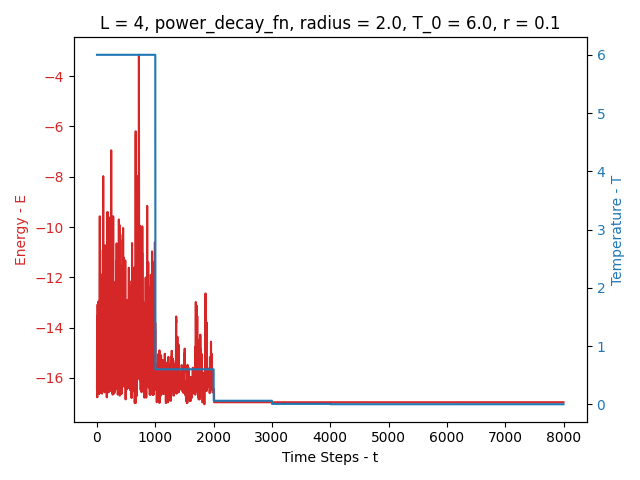 L = 4, power_decay_fn, radius = 2.0, T_0 = 6.0, r = 0.1
Energy - E
−4
−6
−8
−10
−12
−14
−16
6
5
4
3
2
1
0
Temperature - T
0 1000 2000 3000 4000 5000 6000 7000 8000
Time Steps - t